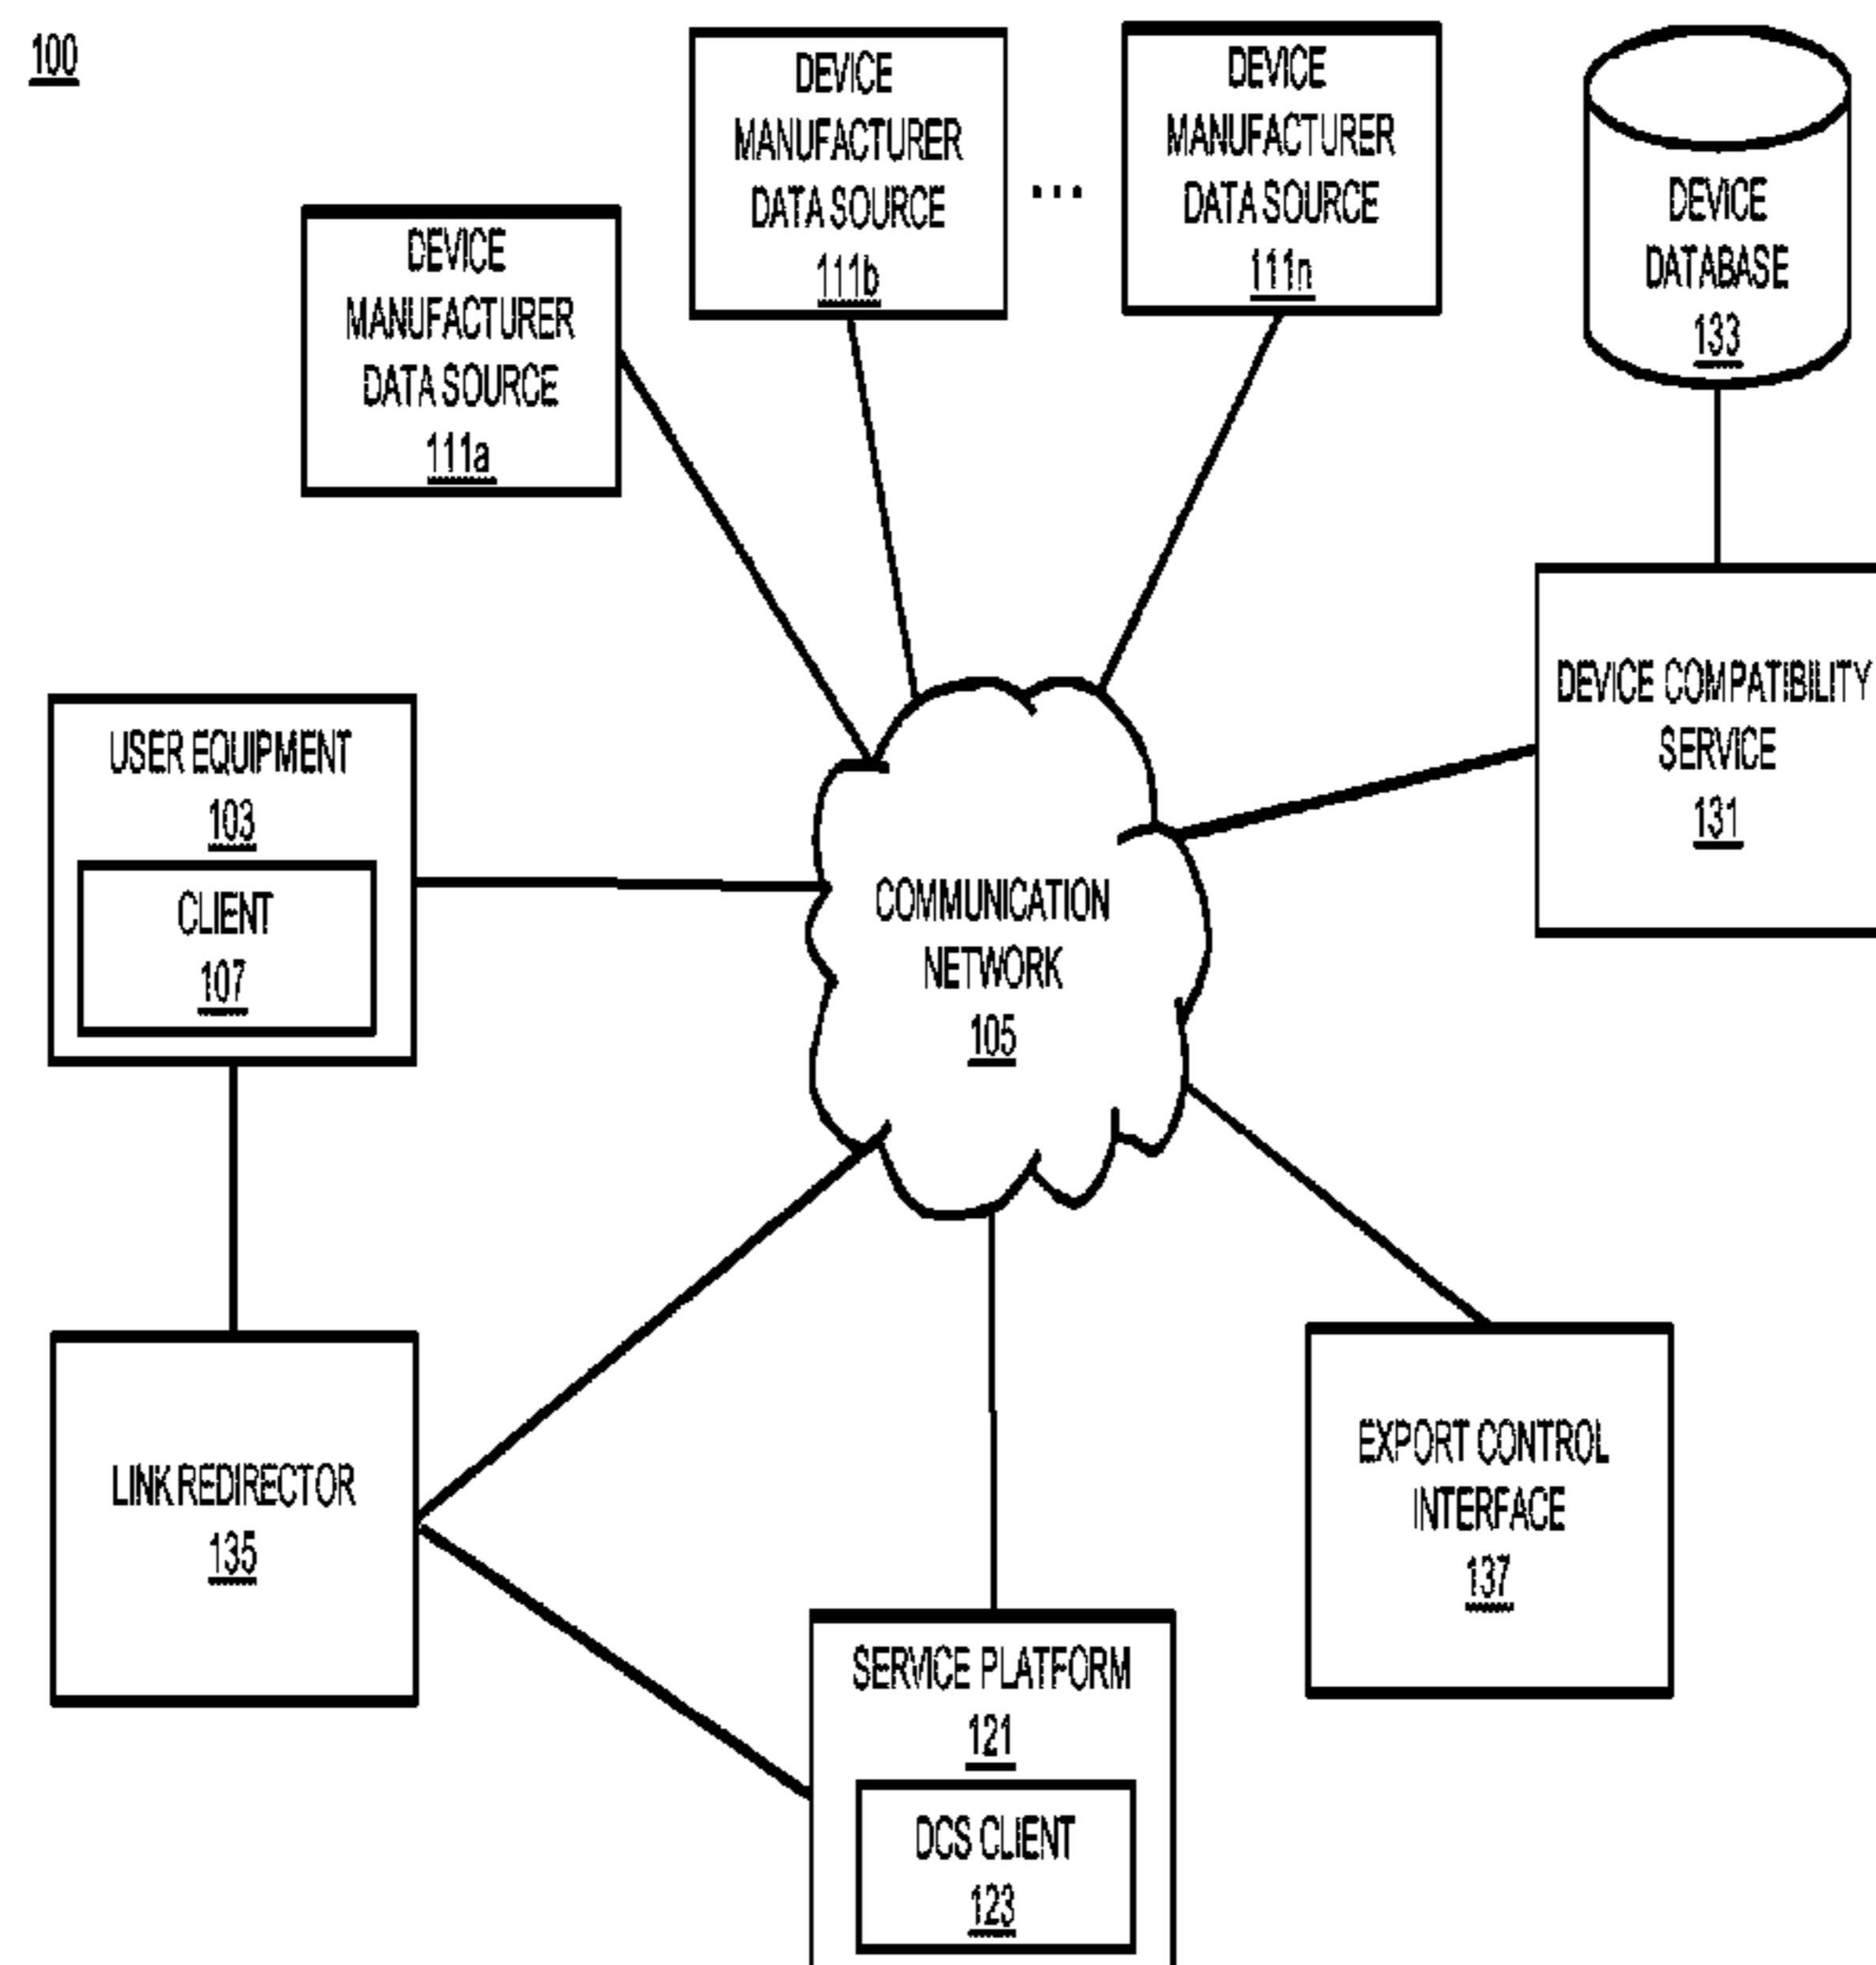 100
DEVICE
MANUFACTURER
DATA SOURCE
111a
DEVICE
MANUFACTURER
DATA SOURCE
111b
...
DEVICE
MANUFACTURER
DATA SOURCE
111n
DEVICE
DATABASE
133
USER EQUIPMENT
103
CLIENT
107
COMMUNICATION
NETWORK
105
DEVICE COMPATIBILITY
SERVICE
131
LINK REDIRECTOR
135
SERVICE PLATFORM
121
DCS CLIENT
123
EXPORT CONTROL
INTERFACE
137